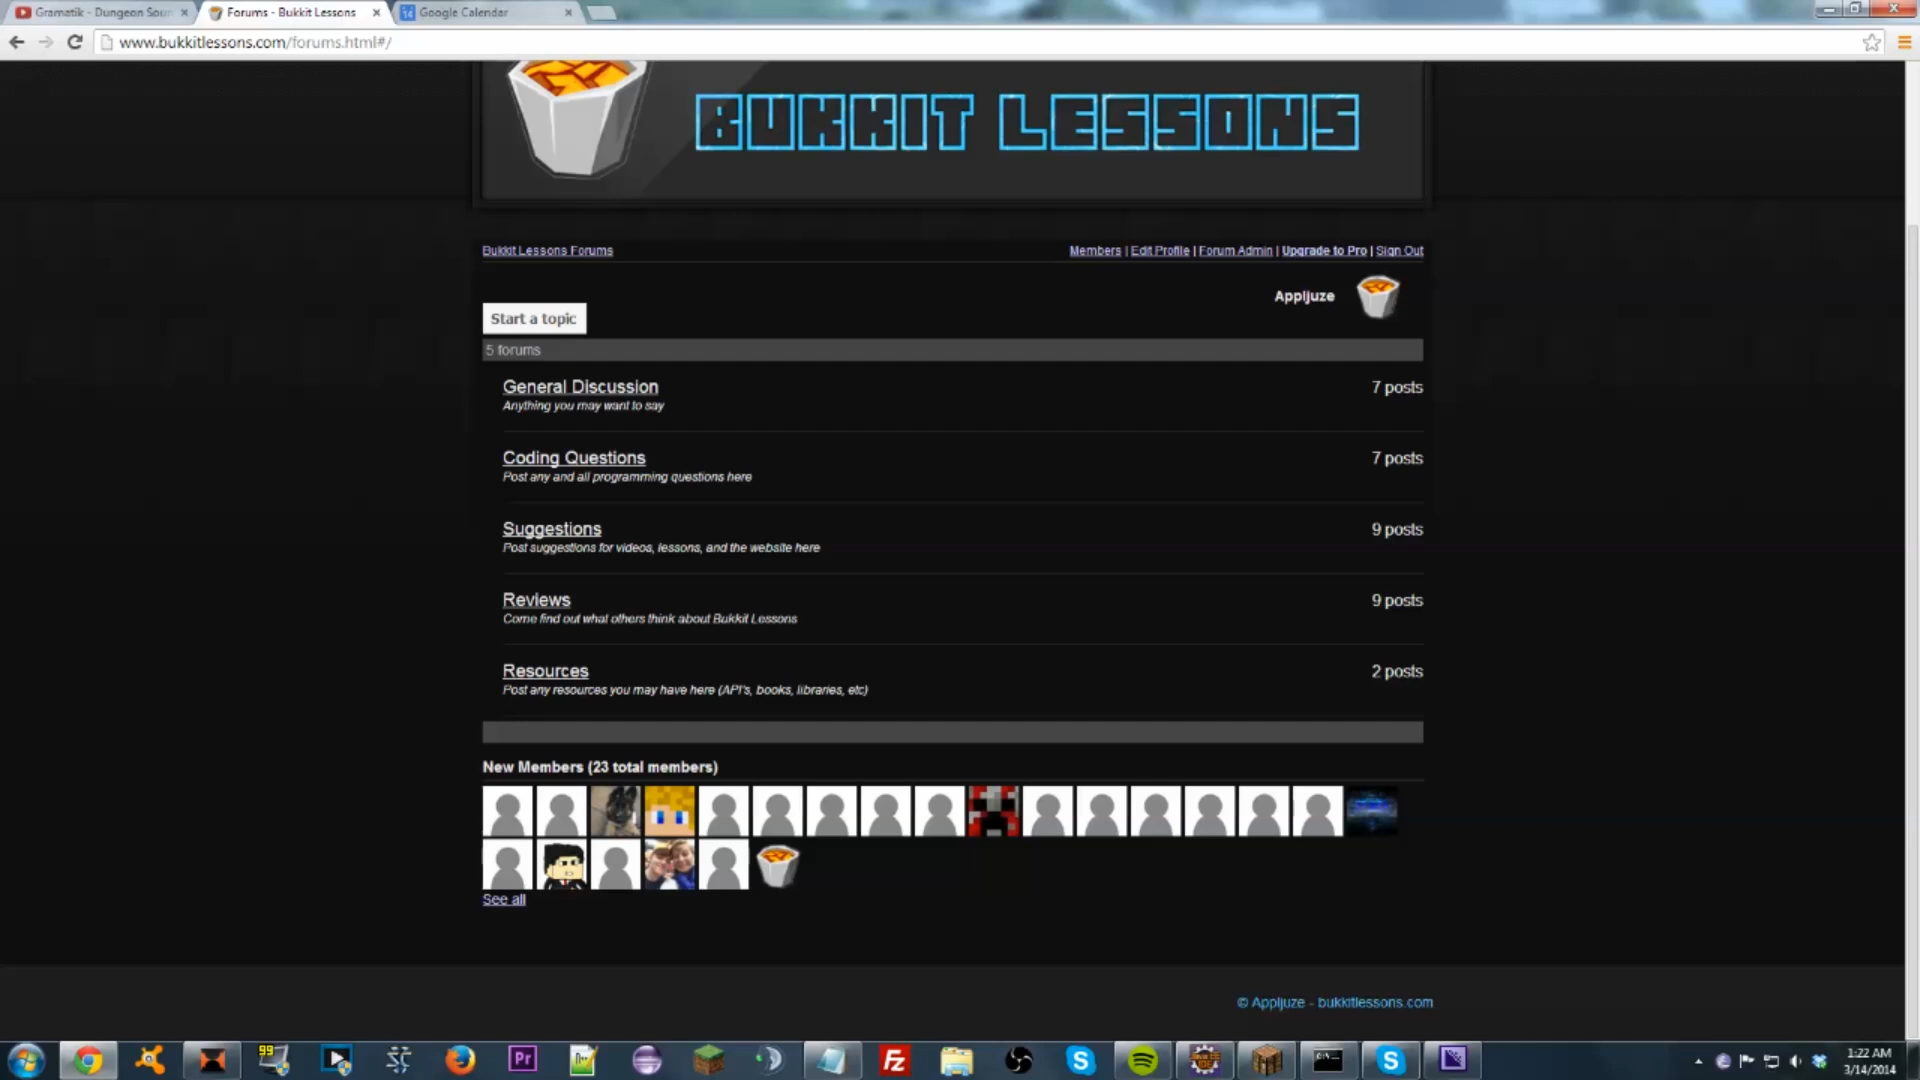 Gramatik - Dungeon Soun
Forums - Bukkit Lessons
14 Google Calendar
www.bukkitlessons.com/forums.html#/
BUKKIT LESSONS
Bukkit Lessons Forums
Members | Edit Profile | Forum Admin | Upgrade to Pro | Sign Out
Appljuze
Start a topic
5 forums
General Discussion 7 posts
Anything you may want to say
Coding Questions 7 posts
Post any and all programming questions here
Suggestions 9 posts
Post suggestions for videos, lessons, and the website here
Reviews 9 posts
Come find out what others think about Bukkit Lessons
Resources 2 posts
Post any resources you may have here (API's, books, libraries, etc)
New Members (23 total members)
See all
© Appljuze - bukkitlessons.com
99
Pr
Fz
1:22 AM
3/14/2014